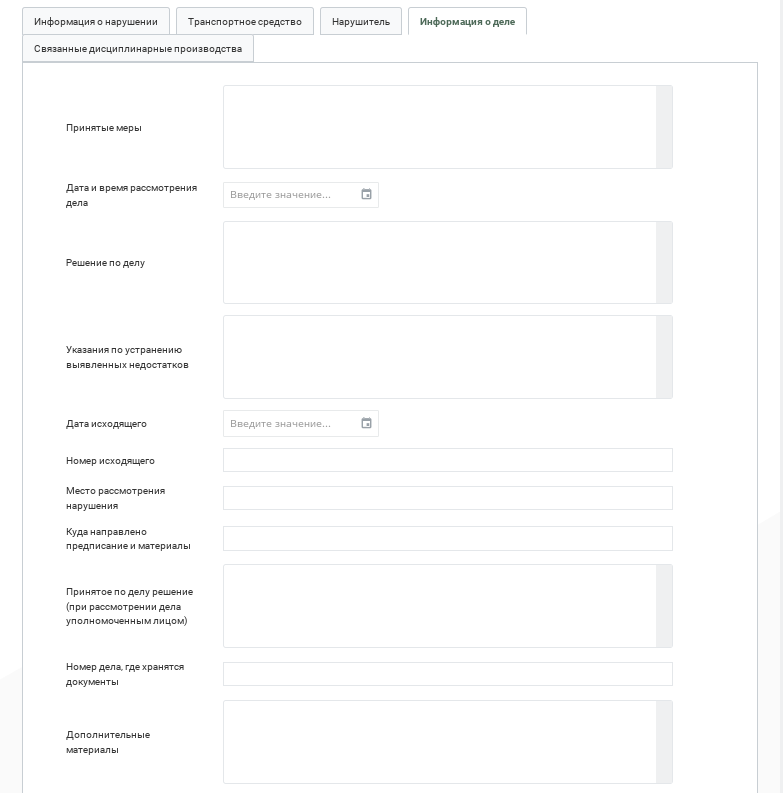 Информация о нарушении
Транспортное средство
Нарушитель
Информация о деле
Связанные дисциплинарные производства
Принятые меры
Дата и время рассмотрения
дела
Введите значение...
Решение по делу
Указания по устранению
выявленных недостатков
Дата исходящего
Введите значение...
Номер исходящего
Место рассмотрения
нарушения
Куда направлено
предписание и материалы
Принятое по делу решение
(при рассмотрении дела
уполномоченным лицом)
Номер дела, где хранятся
документы
Дополнительные
материалы